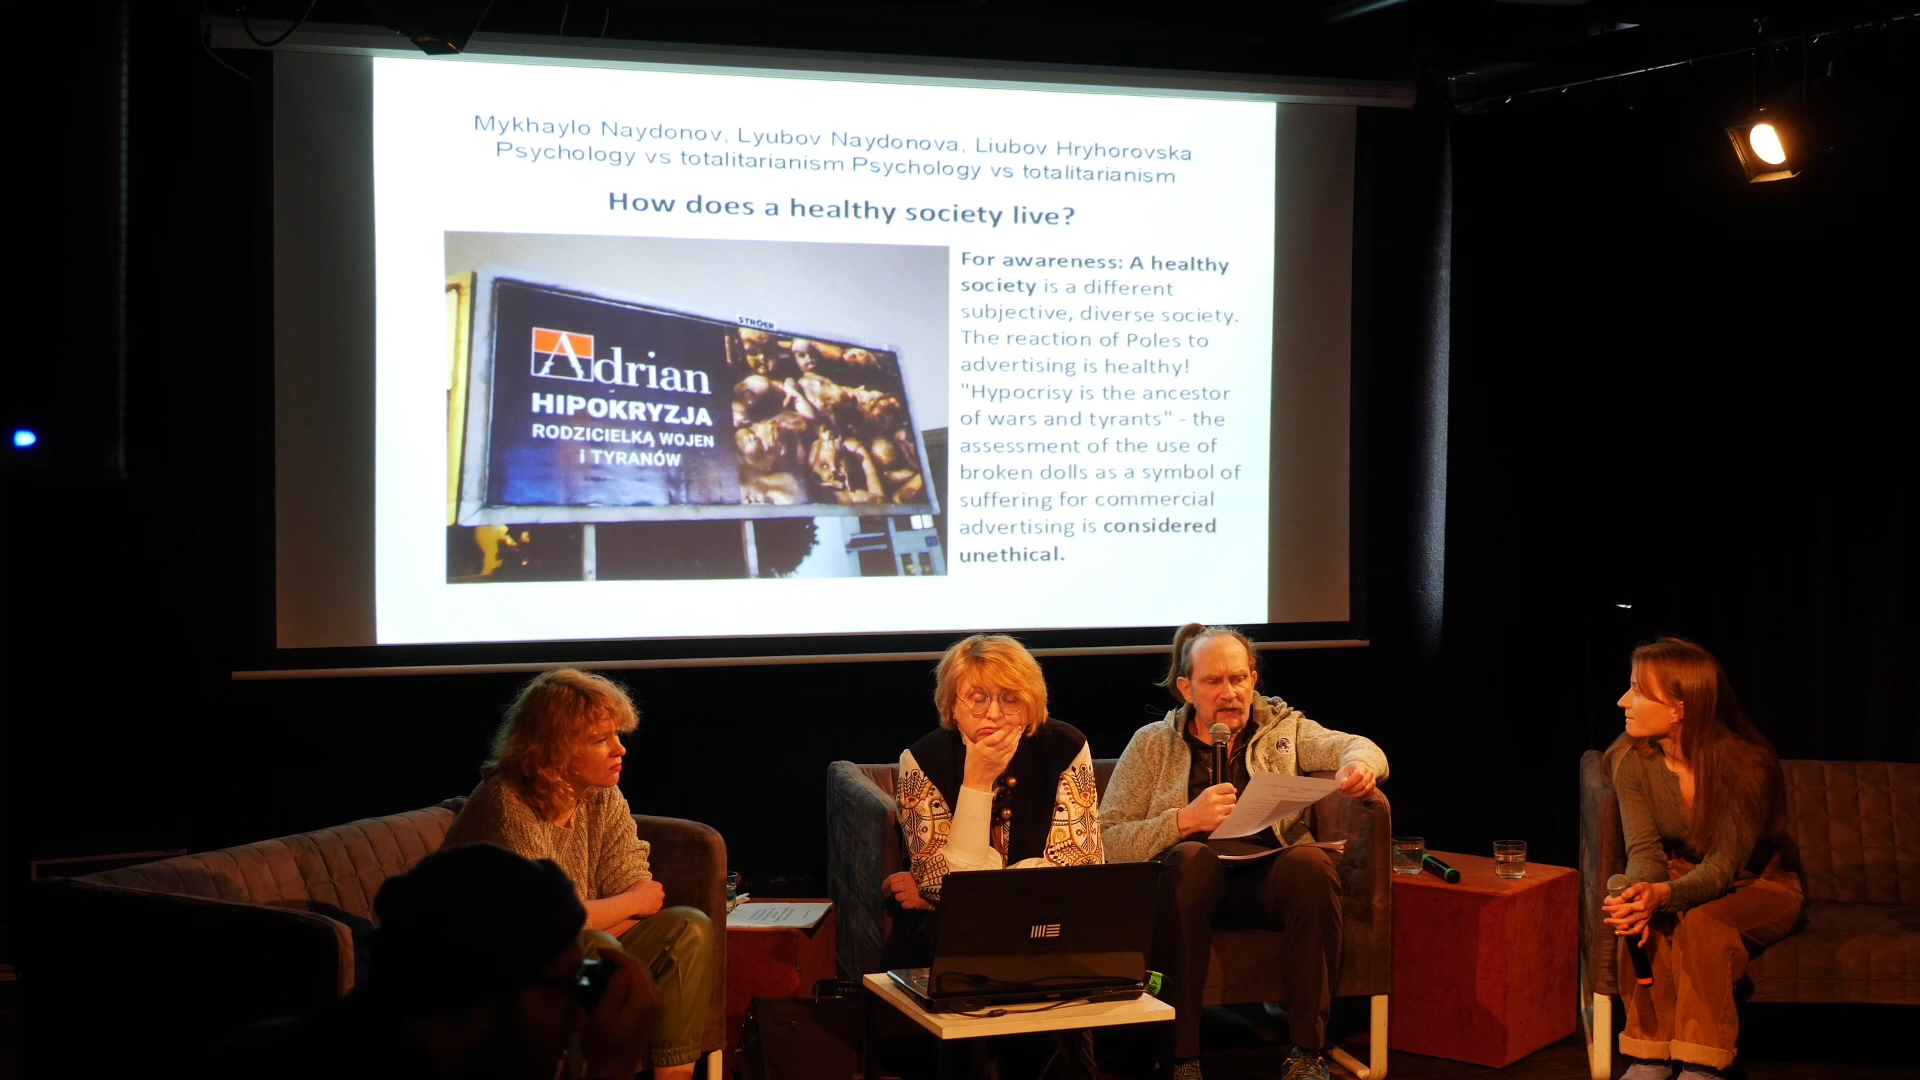 Mykhaylo Naydonov, Lyubov Naydonova, Liubov Hryhorovska
Psychology vs totalitarianism Psychology vs totalitarianism
How does a healthy society live?
STRÖER
Adrian
HIPOKRYZJA
RODZICIELKĄ WOJEN
i TYRANÓW
For awareness: A healthy
society is a different
subjective, diverse society.
The reaction of Poles to
advertising is healthy!
"Hypocrisy is the ancestor
of wars and tyrants" - the
assessment of the use of
broken dolls as a symbol of
suffering for commercial
advertising is considered
unethical.